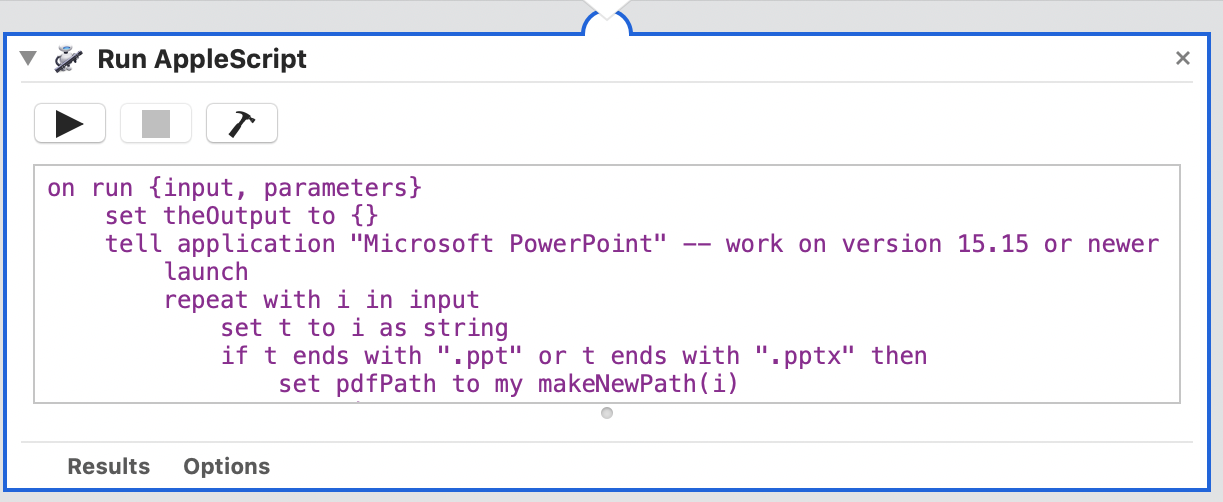 Run AppleScript
on run {input, parameters}
set theOutput to {}
tell application "Microsoft PowerPoint" -- work on version 15.15 or newer
launch
repeat with i in input
set t to i as string
if t ends with ".ppt" or t ends with ".pptx" then
set pdfPath to my makeNewPath(i)
Results Options